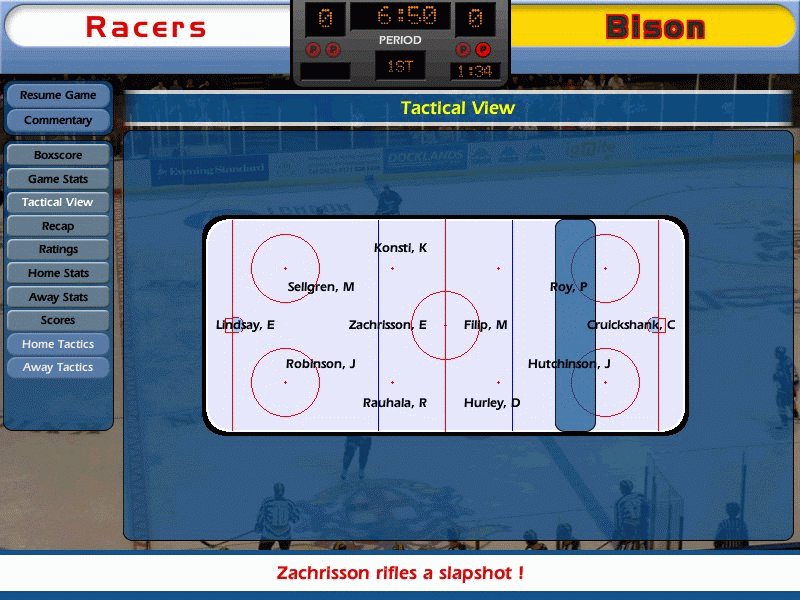 Racers
0 6:50 0
Bison
PERIOD
P P
P P
1ST
1:34
Resume Game
Commentary
Tactical View
Boxscore
Game Stats
Tactical View
Recap
Ratings
Home Stats
Away Stats
Scores
Home Tactics
Away Tactics
Evening Standard
DOCKLANDS
ignite
LONDON
Konsti, K
Sellgren, M
Roy, P
Lindsay, E
Zachrisson, E
Filip, M
Cruickshank, C
Robinson, J
Hutchinson, J
Rauhala, R
Hurley, D
Zachrisson rifles a slapshot !